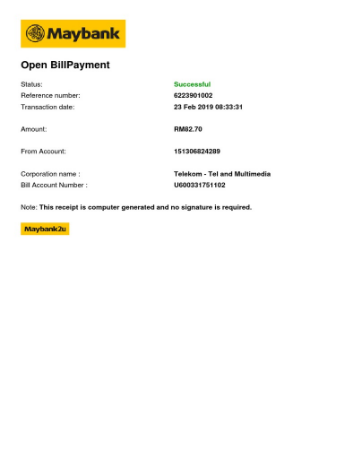 Maybank
Open BillPayment
Status: Successful
Reference number: 6223901002
Transaction date: 23 Feb 2019 08:33:31
Amount: RM82.70
From Account: 151306824289
Corporation name : Telekom - Tel and Multimedia
Bill Account Number : U600331751102
Note: This receipt is computer generated and no signature is required.
Maybank2u